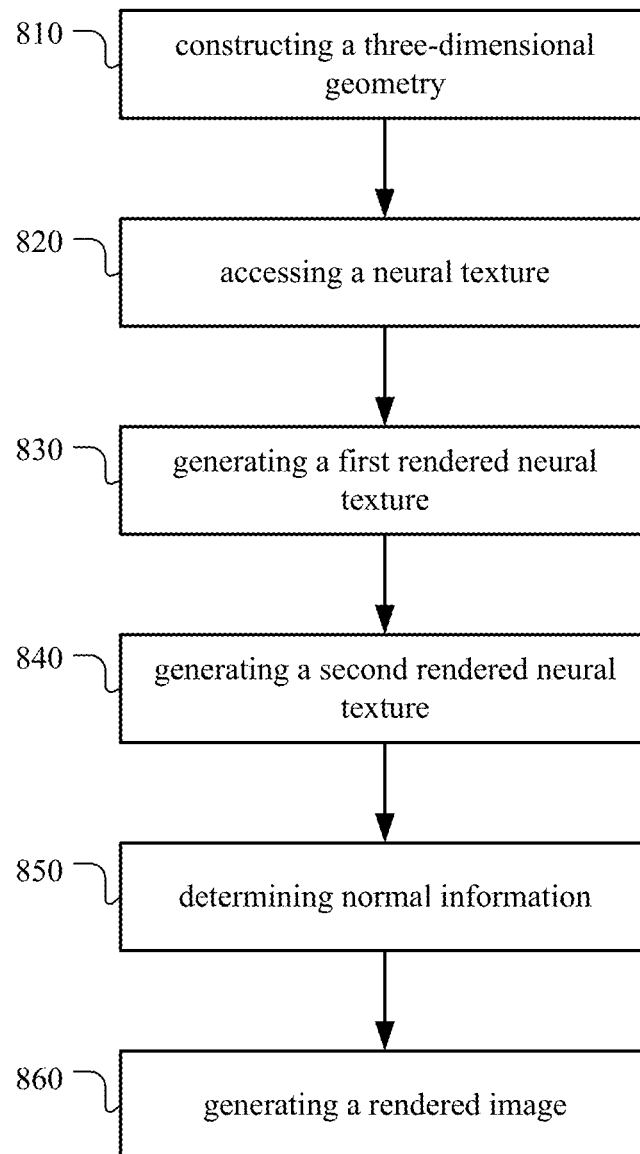 810
constructing a three-dimensional
geometry
820
accessing a neural texture
830
generating a first rendered neural
texture
840
generating a second rendered neural
texture
850
determining normal information
860
generating a rendered image